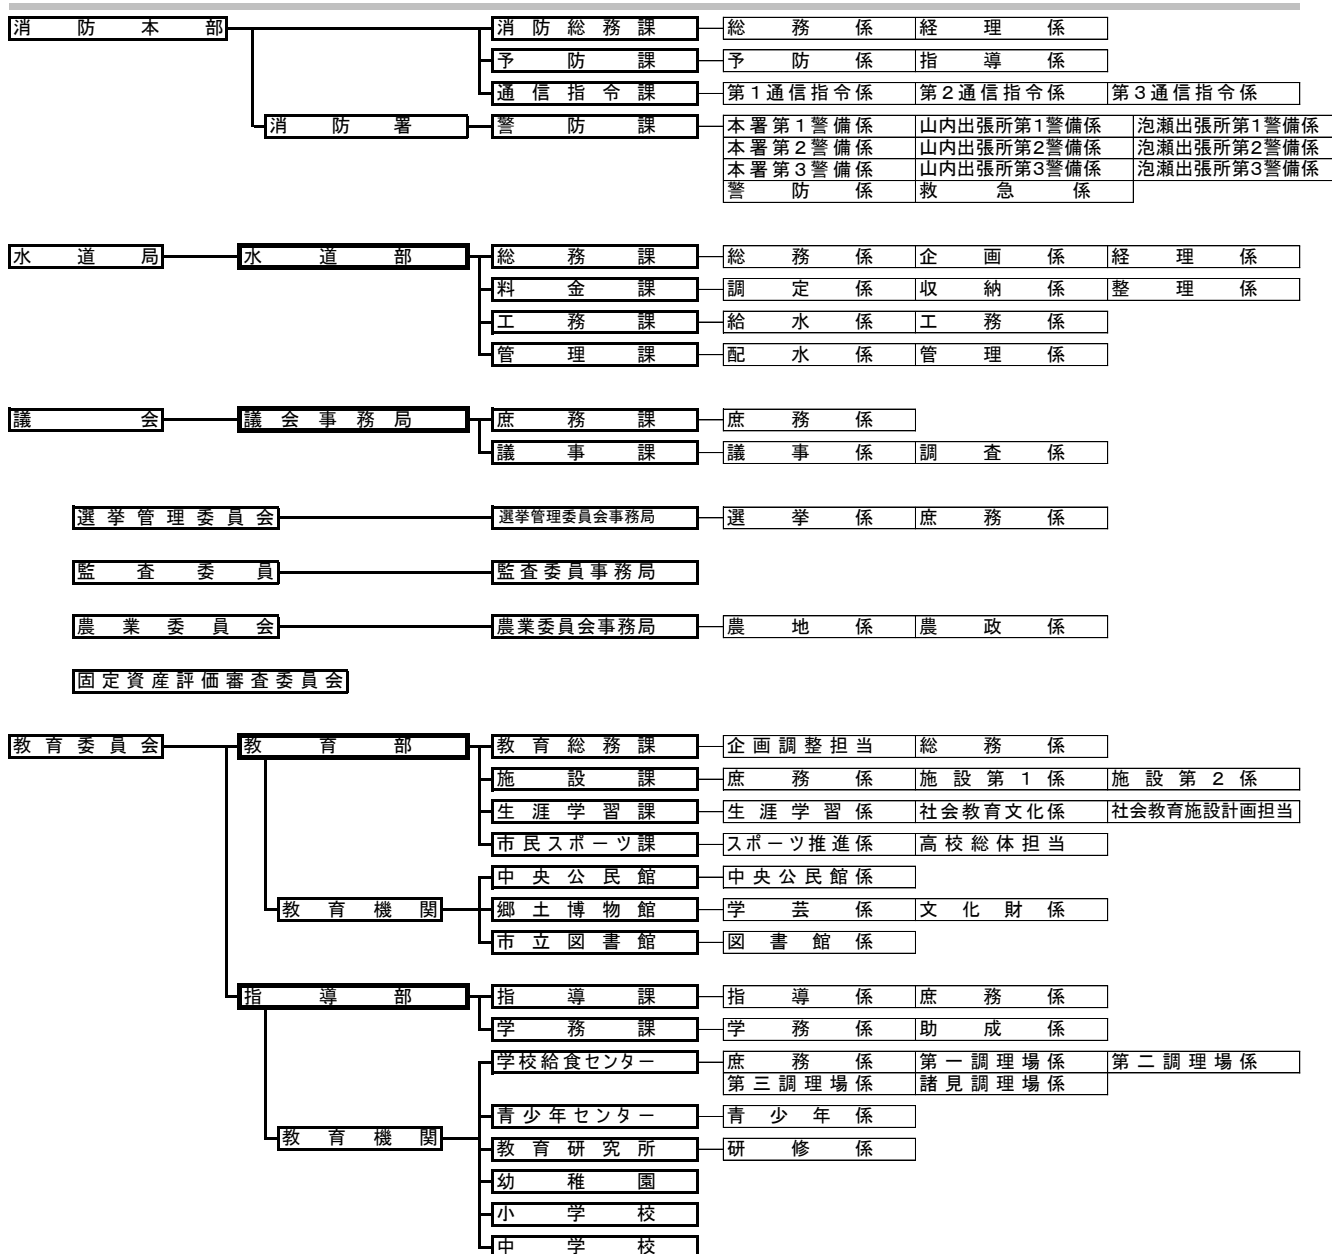 消防本部 消防総務課 総務係 経理係
予防課 予防係 指導係
通信指令課 第1通信指令係 第2通信指令係 第3通信指令係
消防署 警防課 本署第1警備係 山内出張所第1警備係 泡瀬出張所第1警備係
本署第2警備係 山内出張所第2警備係 泡瀬出張所第2警備係
本署第3警備係 山内出張所第3警備係 泡瀬出張所第3警備係
警防係 救急係
水道局 水道部 総務課 総務係 企画係 経理係
料金課 調定係 収納係 整理係
工務課 給水係 工務係
管理課 配水係 管理係
議会 議会事務局 庶務課 庶務係
議事課 議事係 調査係
選挙管理委員会 選挙管理委員会事務局 選挙係 庶務係
監査委員 監査委員事務局
農業委員会 農業委員会事務局 農地係 農政係
固定資産評価審査委員会
教育委員会 教育部 教育総務課 企画調整担当 総務係
施設課 庶務係 施設第1係 施設第2係
生涯学習課 生涯学習係 社会教育文化係 社会教育施設計画担当
市民スポーツ課 スポーツ推進係 高校総体担当
中央公民館 中央公民館係
教育機関 郷土博物館 学芸係 文化財係
市立図書館 図書館係
指導部 指導課 指導係 庶務係
学務課 学務係 助成係
学校給食センター 庶務係 第一調理場係 第二調理場係
第三調理場係 諸見調理場係
青少年センター 青少年係
教育機関 教育研究所 研修係
幼稚園
小学校
中学校